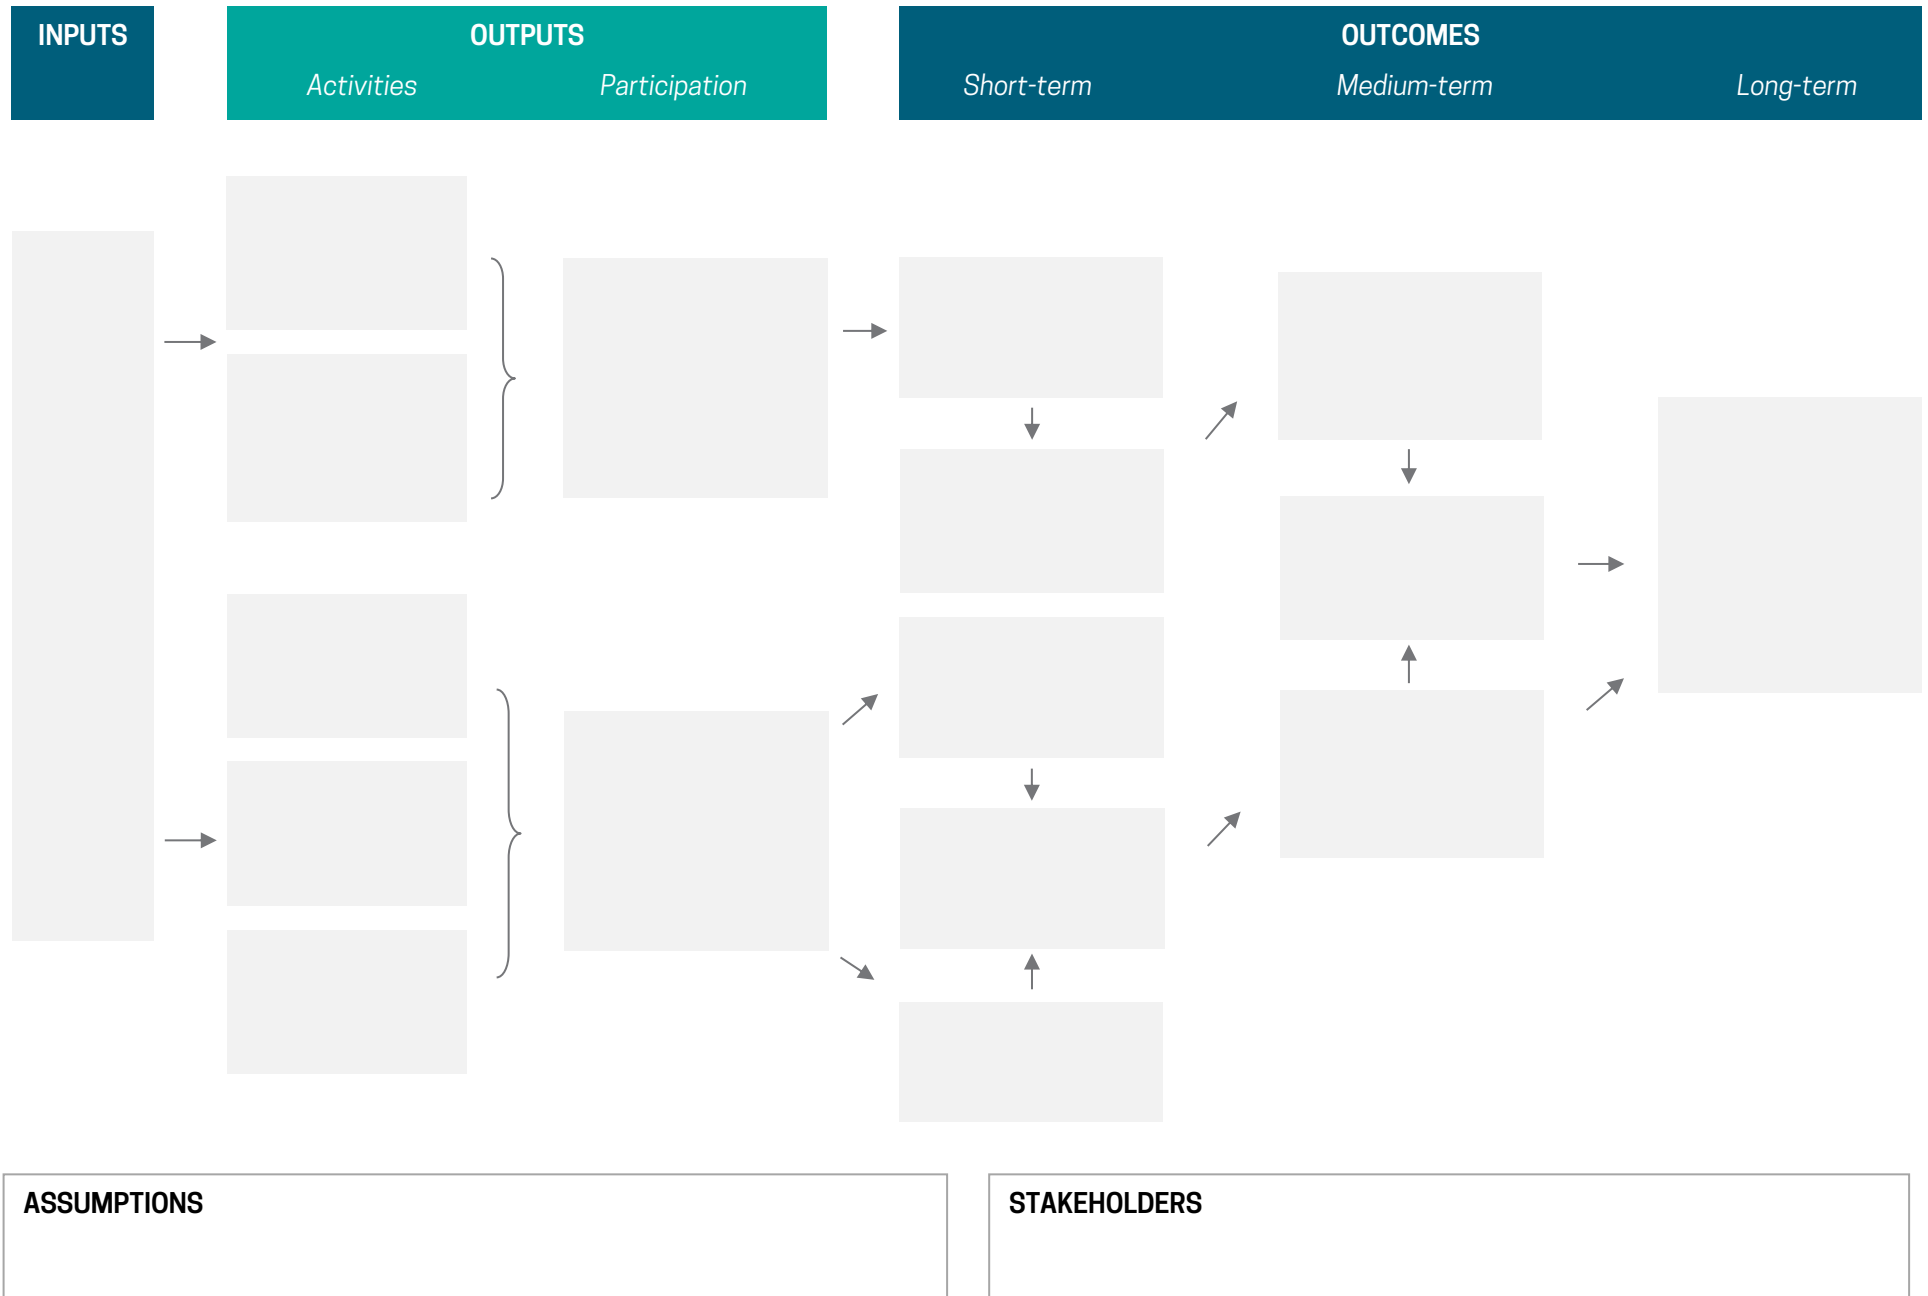 INPUTS
OUTPUTS
OUTCOMES
Activities
Participation
Short-term
Medium-term
Long-term
ASSUMPTIONS
STAKEHOLDERS